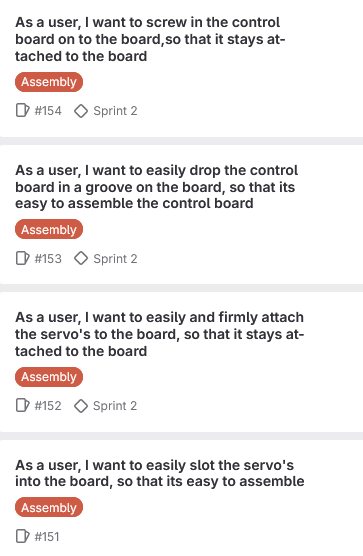 As a user, I want to screw in the control
board on to the board,so that it stays at-
tached to the board
Assembly
#154 Sprint 2
As a user, I want to easily drop the control
board in a groove on the board, so that its
easy to assemble the control board
Assembly
#153 Sprint 2
As a user, I want to easily and firmly attach
the servo's to the board, so that it stays at-
tached to the board
Assembly
#152 Sprint 2
As a user, I want to easily slot the servo's
into the board, so that its easy to assemble
Assembly
#151